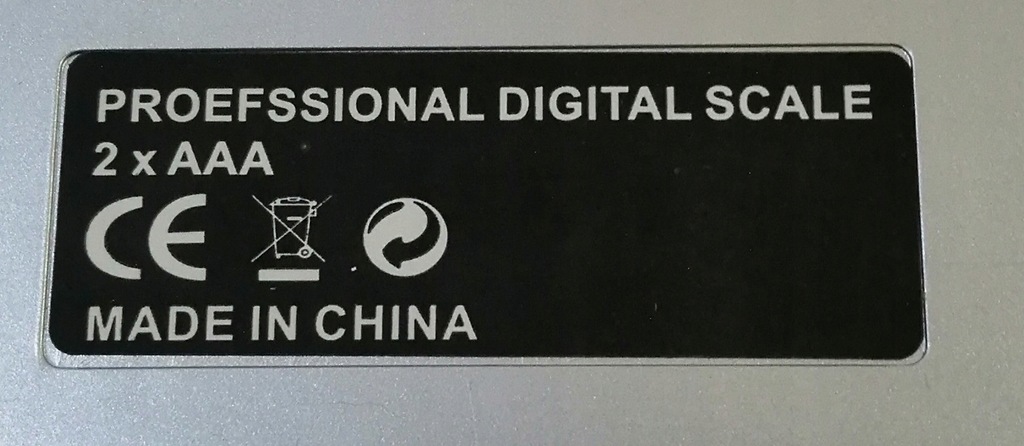 PROEFSSIONAL DIGITAL SCALE
2 x AAA
CE
MADE IN CHINA